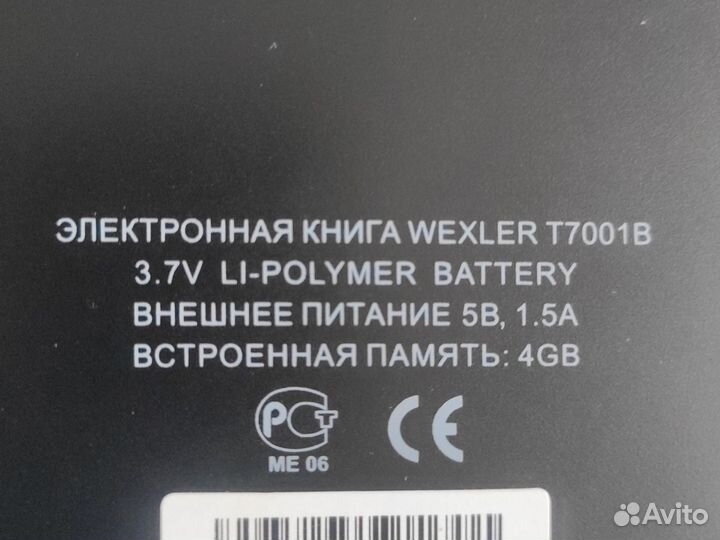 ЭЛЕКТРОННАЯ КНИГА WEXLER T7001B
3.7V LI-POLYMER BATTERY
ВНЕШНЕЕ ПИТАНИЕ 5В, 1.5А
ВСТРОЕННАЯ ПАМЯТЬ: 4GB
РСТ CE
ME 06
Avito